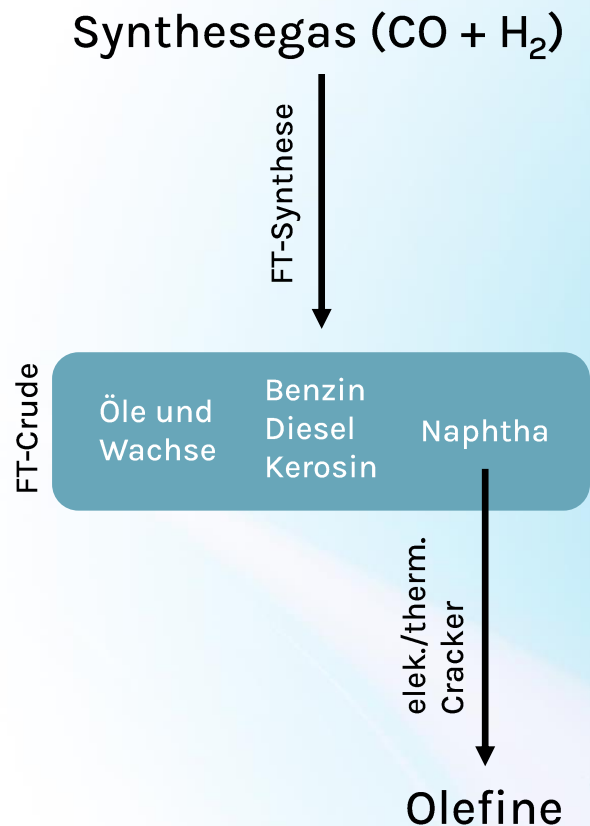 Synthesegas (CO + H₂)
FT-Synthese
FT-Crude
Öle und
Wachse
Benzin
Diesel
Kerosin
Naphtha
elek./therm.
Cracker
Olefine